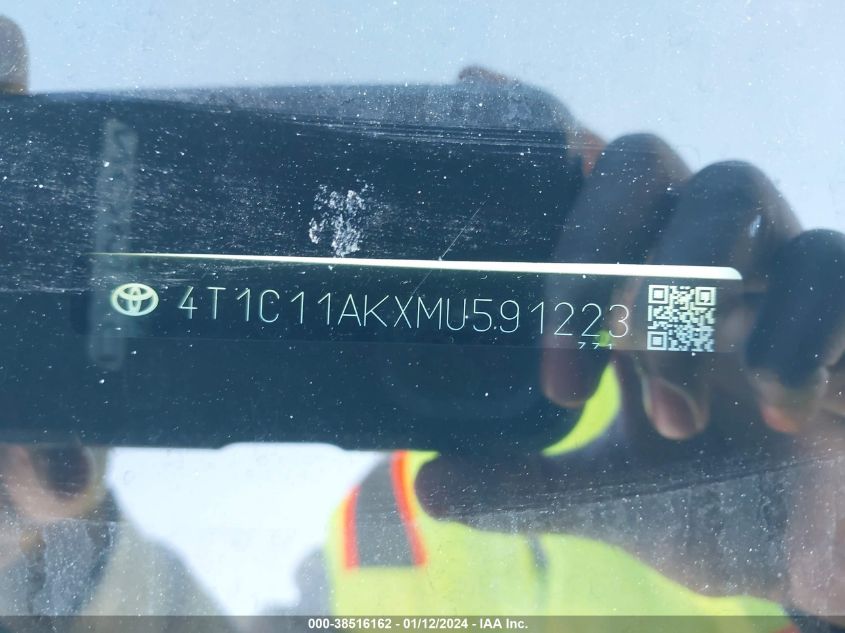 4T1C11AKXMU591223
000-38516162 - 01/12/2024 - IAA Inc.